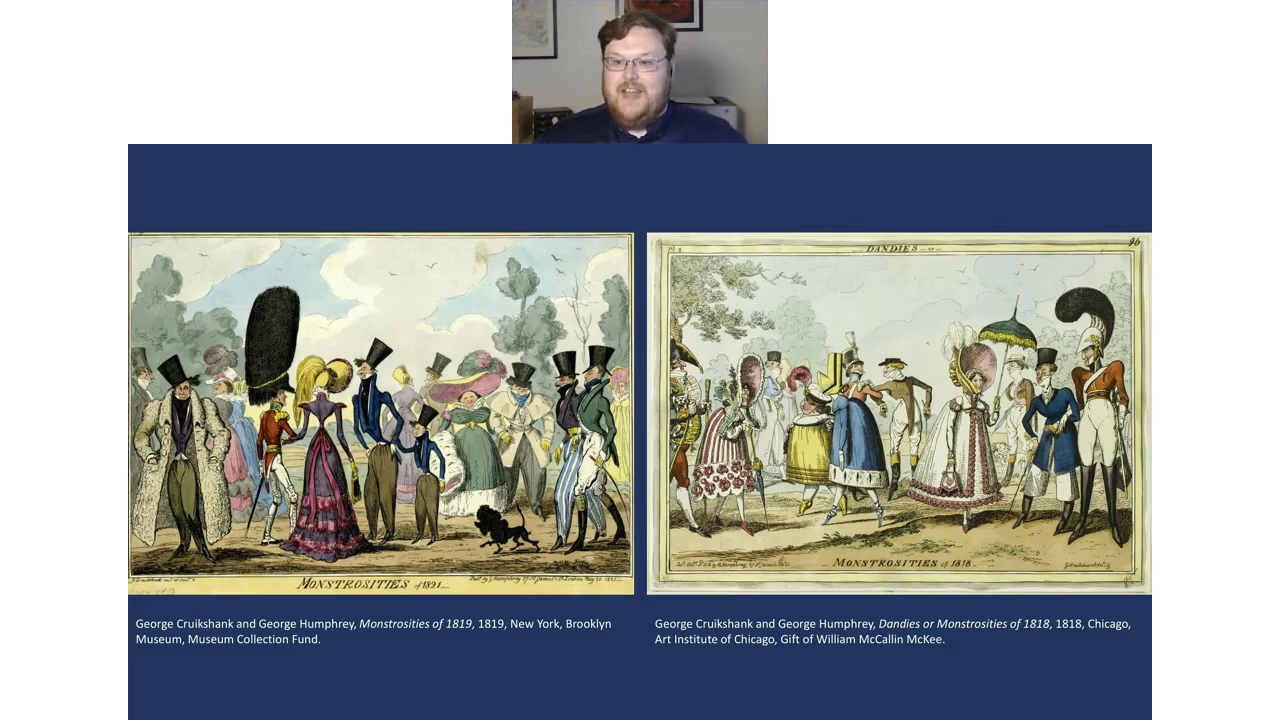 DANDIES —or—
96
MONSTROSITIES of 1821—
— MONSTROSITIES of 1818 —
George Cruikshank and George Humphrey, Monstrosities of 1819, 1819, New York, Brooklyn
Museum, Museum Collection Fund.
George Cruikshank and George Humphrey, Dandies or Monstrosities of 1818, 1818, Chicago,
Art Institute of Chicago, Gift of William McCallin McKee.